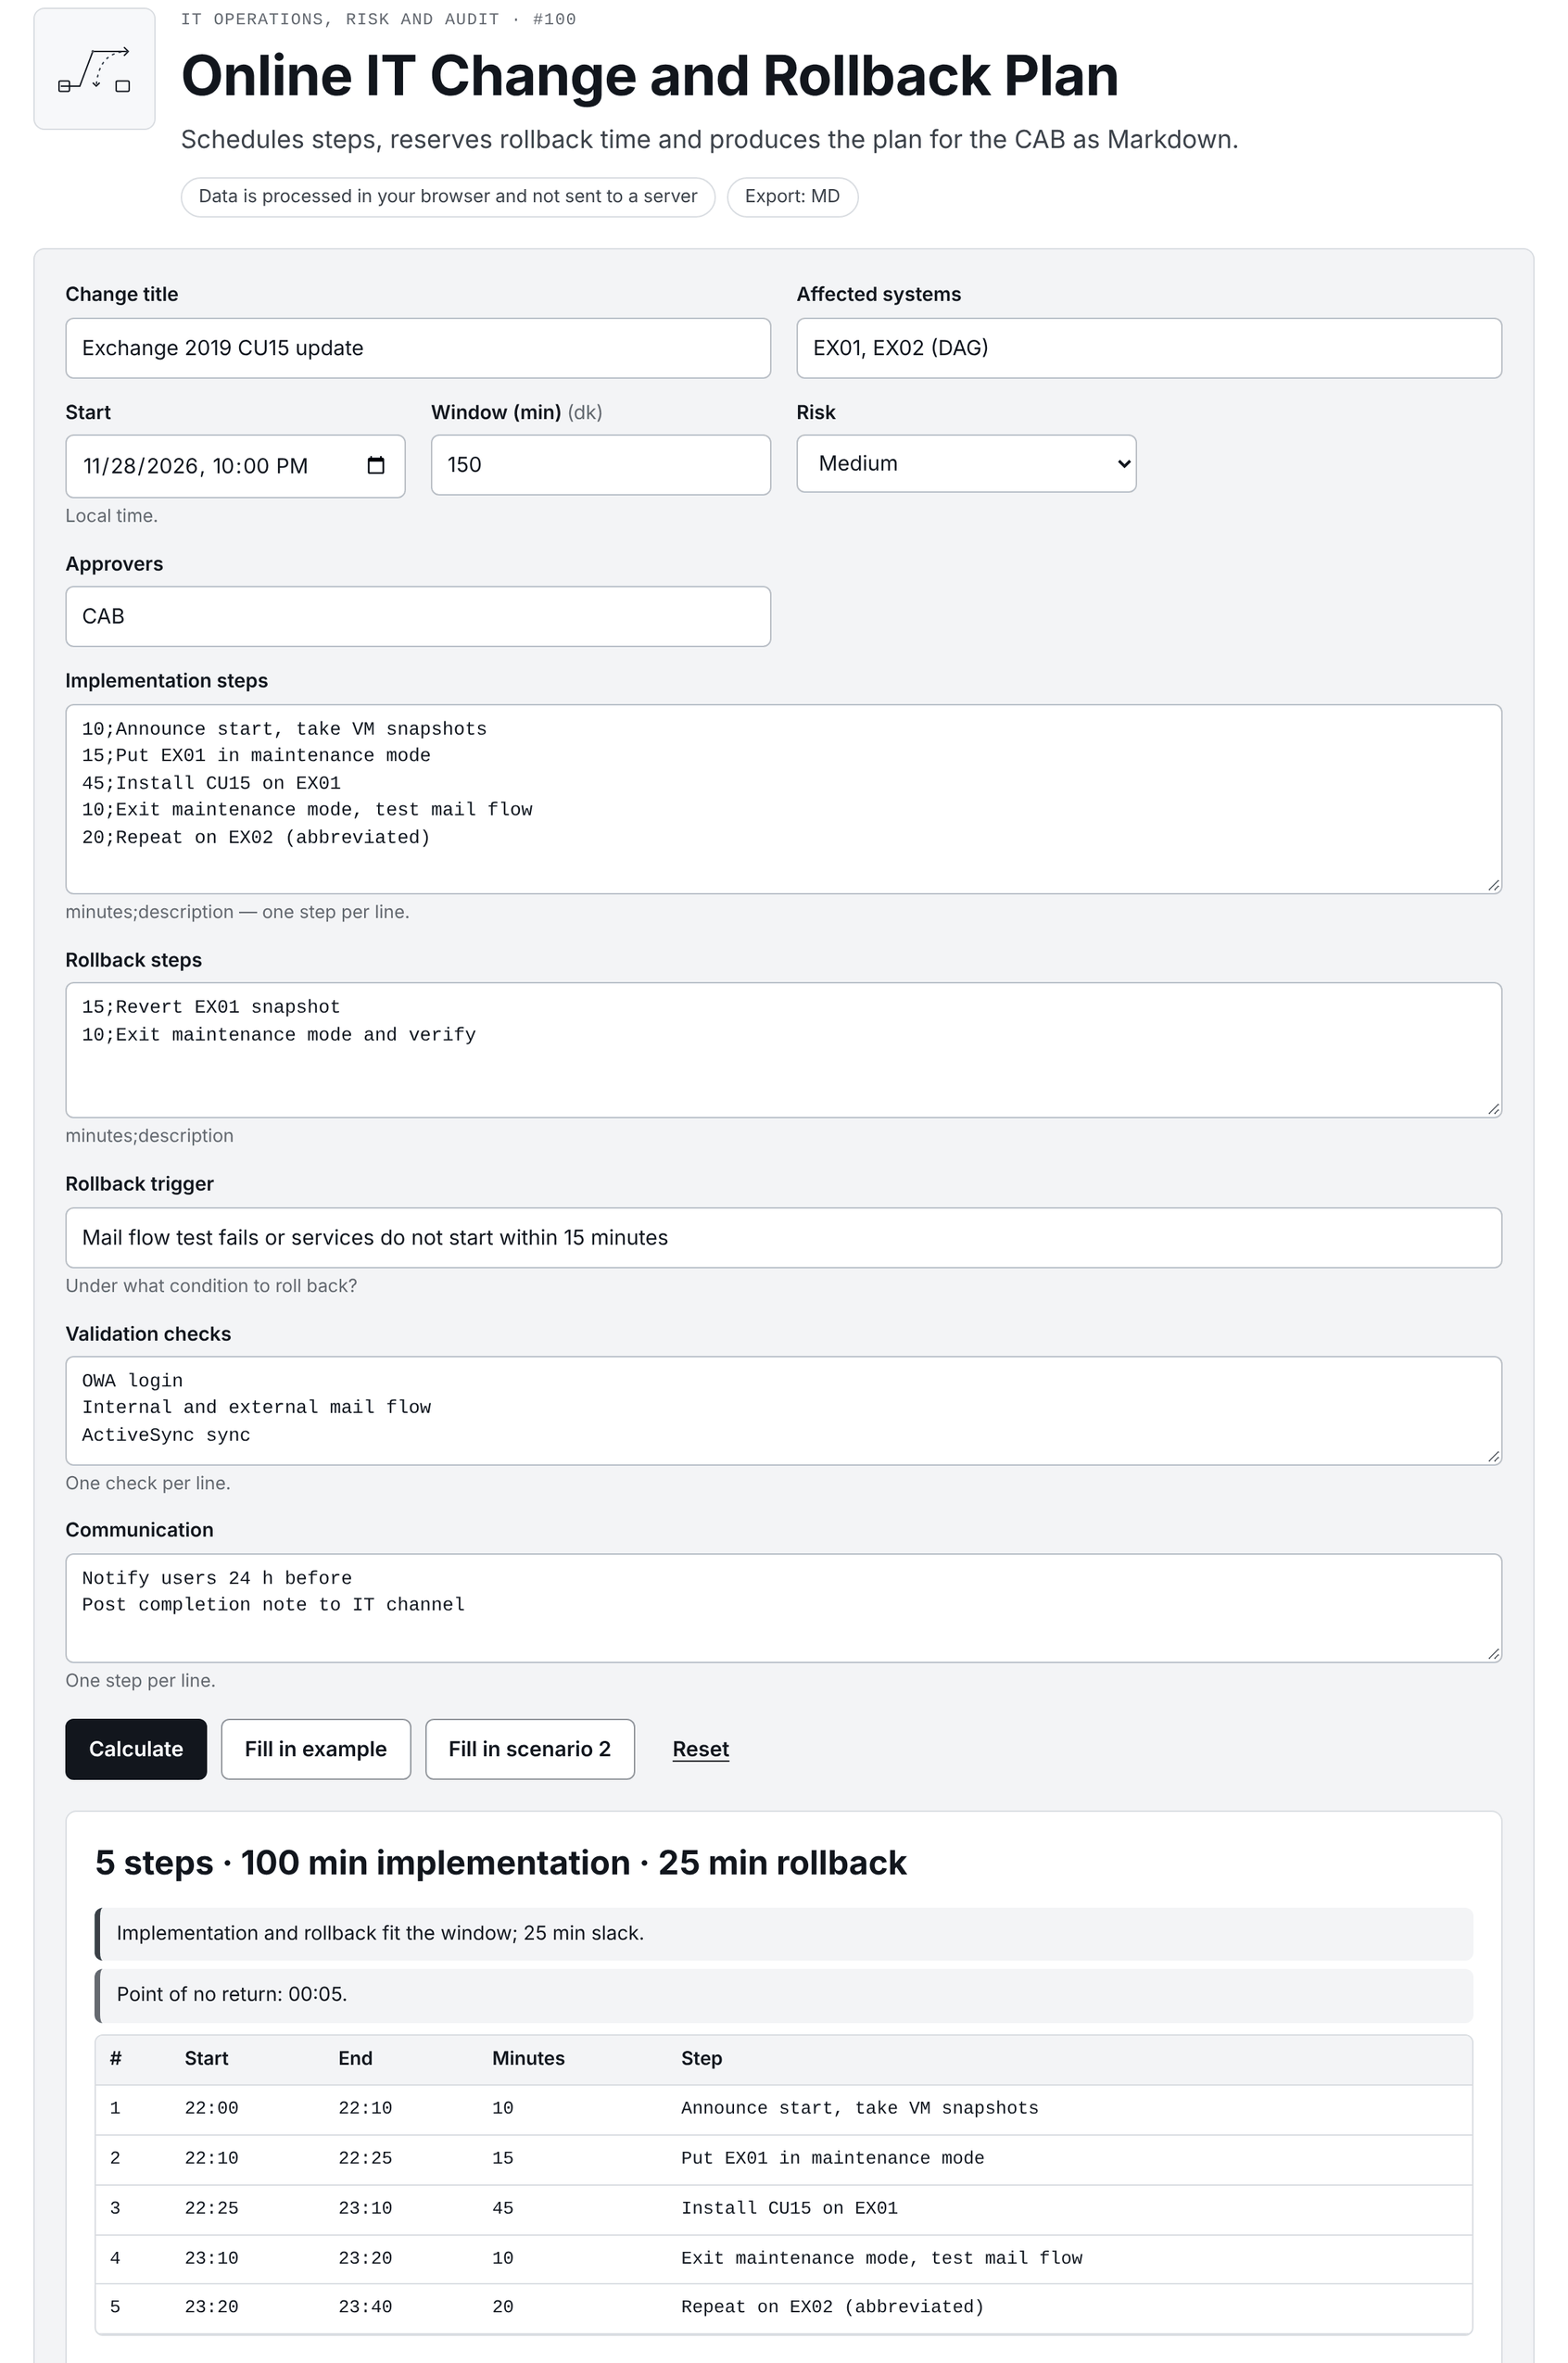 IT OPERATIONS, RISK AND AUDIT · #100
Online IT Change and Rollback Plan
Schedules steps, reserves rollback time and produces the plan for the CAB as Markdown.
Data is processed in your browser and not sent to a server
Export: MD
Change title
Affected systems
Exchange 2019 CU15 update
EX01, EX02 (DAG)
Start
Window (min) (dk)
Risk
11/28/2026, 10:00 PM
150
Medium
Local time.
Approvers
CAB
Implementation steps
10;Announce start, take VM snapshots
15;Put EX01 in maintenance mode
45;Install CU15 on EX01
10;Exit maintenance mode, test mail flow
20;Repeat on EX02 (abbreviated)
minutes;description — one step per line.
Rollback steps
15;Revert EX01 snapshot
10;Exit maintenance mode and verify
minutes;description
Rollback trigger
Mail flow test fails or services do not start within 15 minutes
Under what condition to roll back?
Validation checks
OWA login
Internal and external mail flow
ActiveSync sync
One check per line.
Communication
Notify users 24 h before
Post completion note to IT channel
One step per line.
Calculate
Fill in example
Fill in scenario 2
Reset
5 steps · 100 min implementation · 25 min rollback
Implementation and rollback fit the window; 25 min slack.
Point of no return: 00:05.
# Start End Minutes Step
1 22:00 22:10 10 Announce start, take VM snapshots
2 22:10 22:25 15 Put EX01 in maintenance mode
3 22:25 23:10 45 Install CU15 on EX01
4 23:10 23:20 10 Exit maintenance mode, test mail flow
5 23:20 23:40 20 Repeat on EX02 (abbreviated)